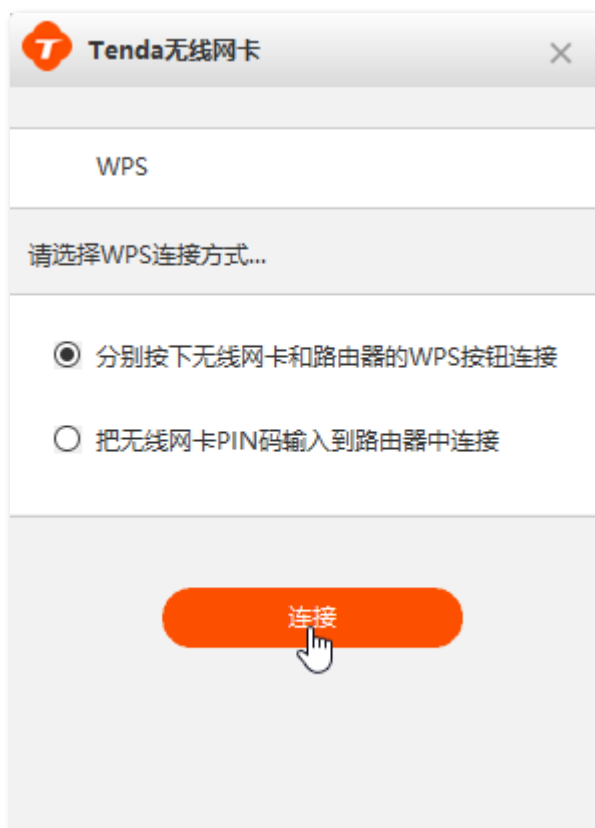 Tenda无线网卡
WPS
请选择WPS连接方式...
分别按下无线网卡和路由器的WPS按钮连接
把无线网卡PIN码输入到路由器中连接
连接